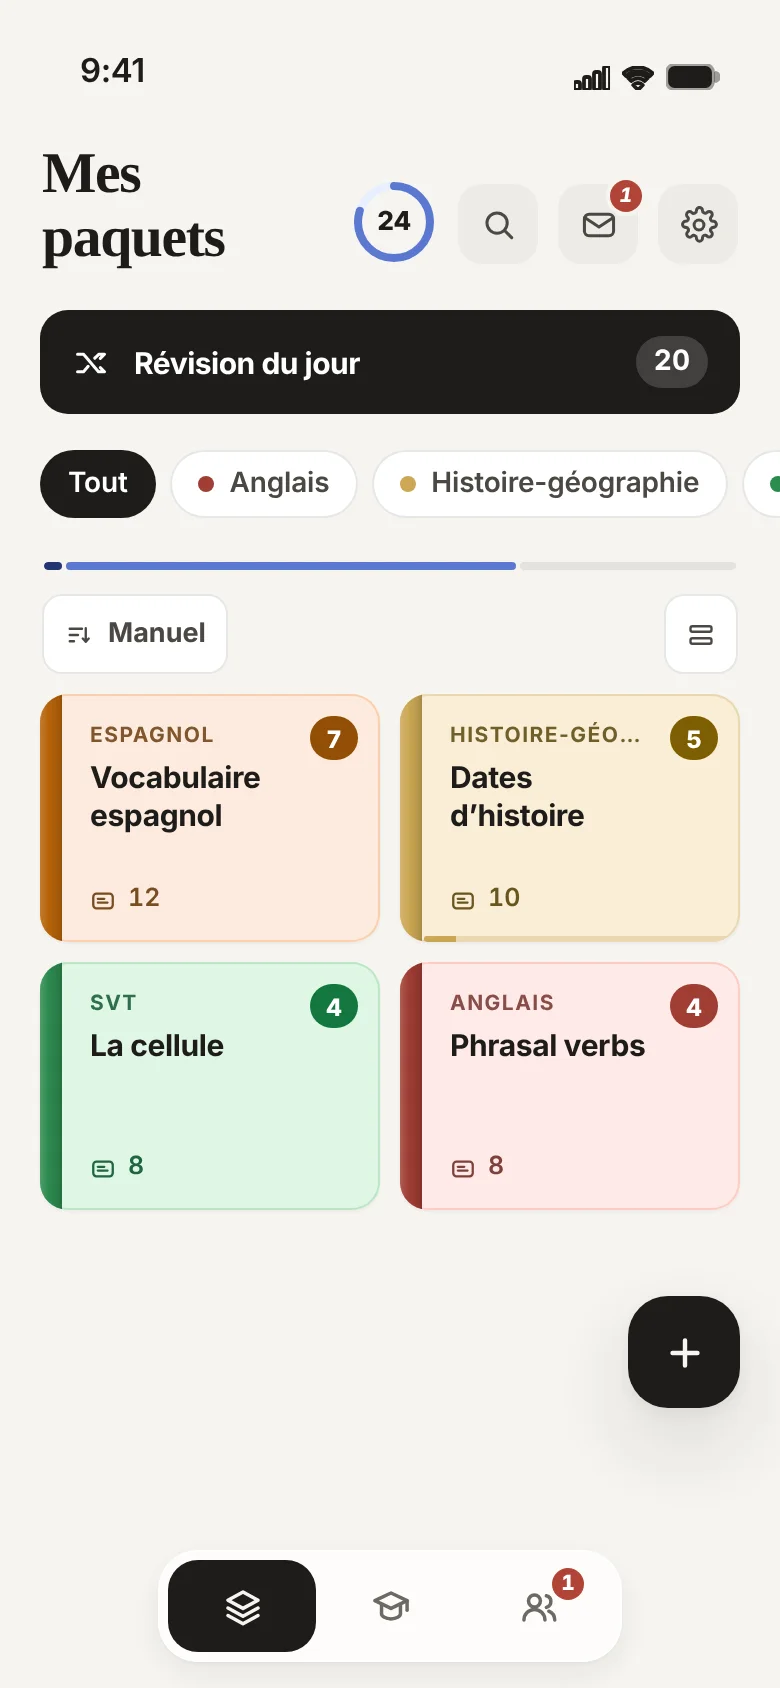 9:41
Mes
paquets
24
1
Révision du jour
20
Tout
Anglais
Histoire-géographie
Manuel
ESPAGNOL
7
Vocabulaire
espagnol
12
HISTOIRE-GÉO…
5
Dates
d’histoire
10
SVT
4
La cellule
8
ANGLAIS
4
Phrasal verbs
8
1